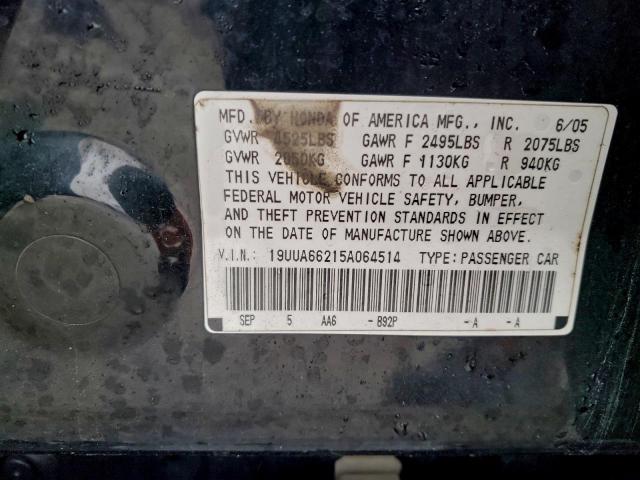 MFD. BY HONDA OF AMERICA MFG., INC. 6/05
GVWR 4525LBS GAWR F 2495LBS R 2075LBS
GVWR 2050KG GAWR F 1130KG R 940KG
THIS VEHICLE CONFORMS TO ALL APPLICABLE
FEDERAL MOTOR VEHICLE SAFETY, BUMPER,
AND THEFT PREVENTION STANDARDS IN EFFECT
ON THE DATE OF MANUFACTURE SHOWN ABOVE.
V.I.N.: 19UUA66215A064514 TYPE: PASSENGER CAR
SEP 5 AA6 - B92P - A - A